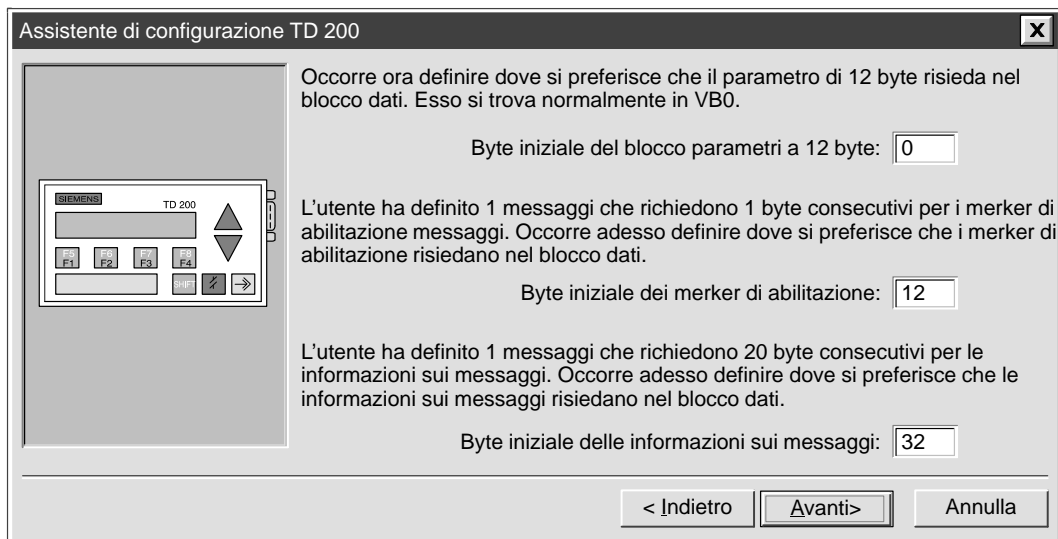 Assistente di configurazione TD 200
X
Occorre ora definire dove si preferisce che il parametro di 12 byte risieda nel
blocco dati. Esso si trova normalmente in VB0.
Byte iniziale del blocco parametri a 12 byte: 0
SIEMENS
TD 200
F5 F6 F7 F8
F1 F2 F3 F4
SHIFT
L'utente ha definito 1 messaggi che richiedono 1 byte consecutivi per i merker di
abilitazione messaggi. Occorre adesso definire dove si preferisce che i merker di
abilitazione risiedano nel blocco dati.
Byte iniziale dei merker di abilitazione: 12
L'utente ha definito 1 messaggi che richiedono 20 byte consecutivi per le
informazioni sui messaggi. Occorre adesso definire dove si preferisce che le
informazioni sui messaggi risiedano nel blocco dati.
Byte iniziale delle informazioni sui messaggi: 32
< Indietro Avanti> Annulla